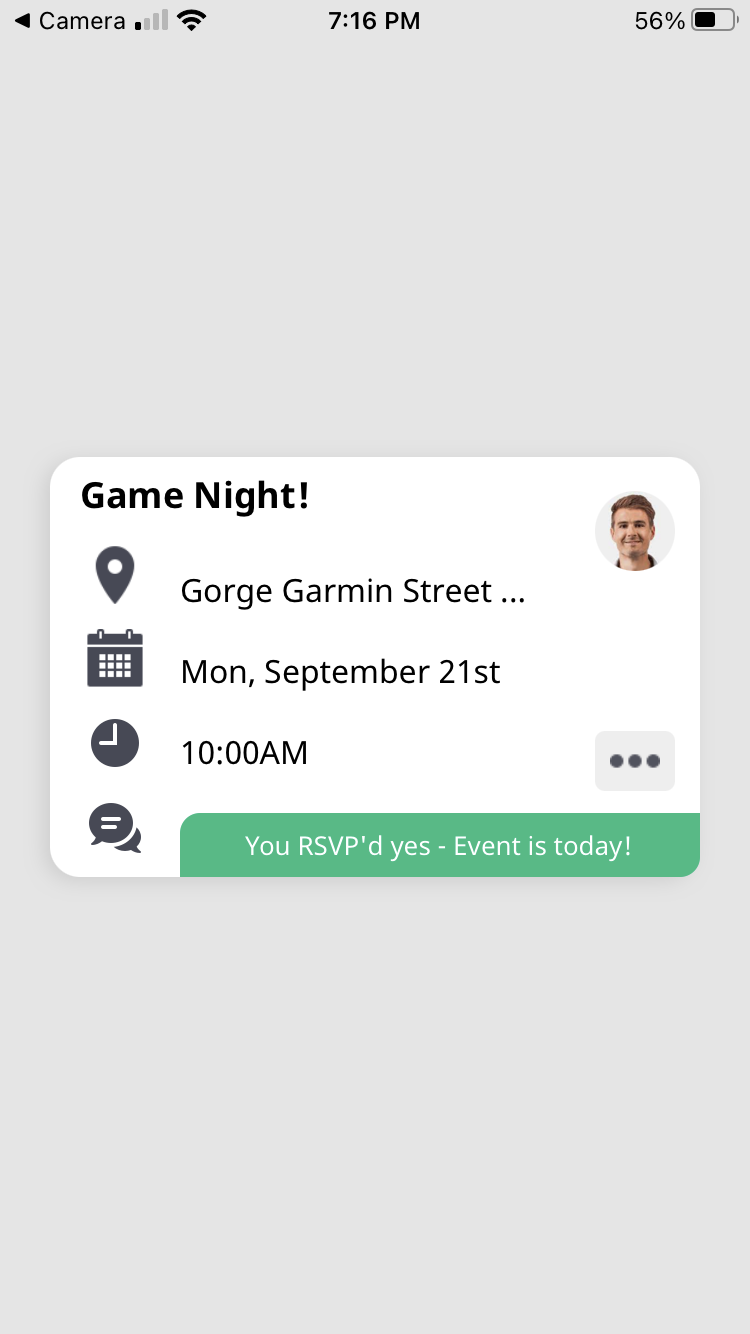 Camera 7:16 PM 56%
Game Night!
Gorge Garmin Street ...
Mon, September 21st
10:00AM
You RSVP'd yes - Event is today!